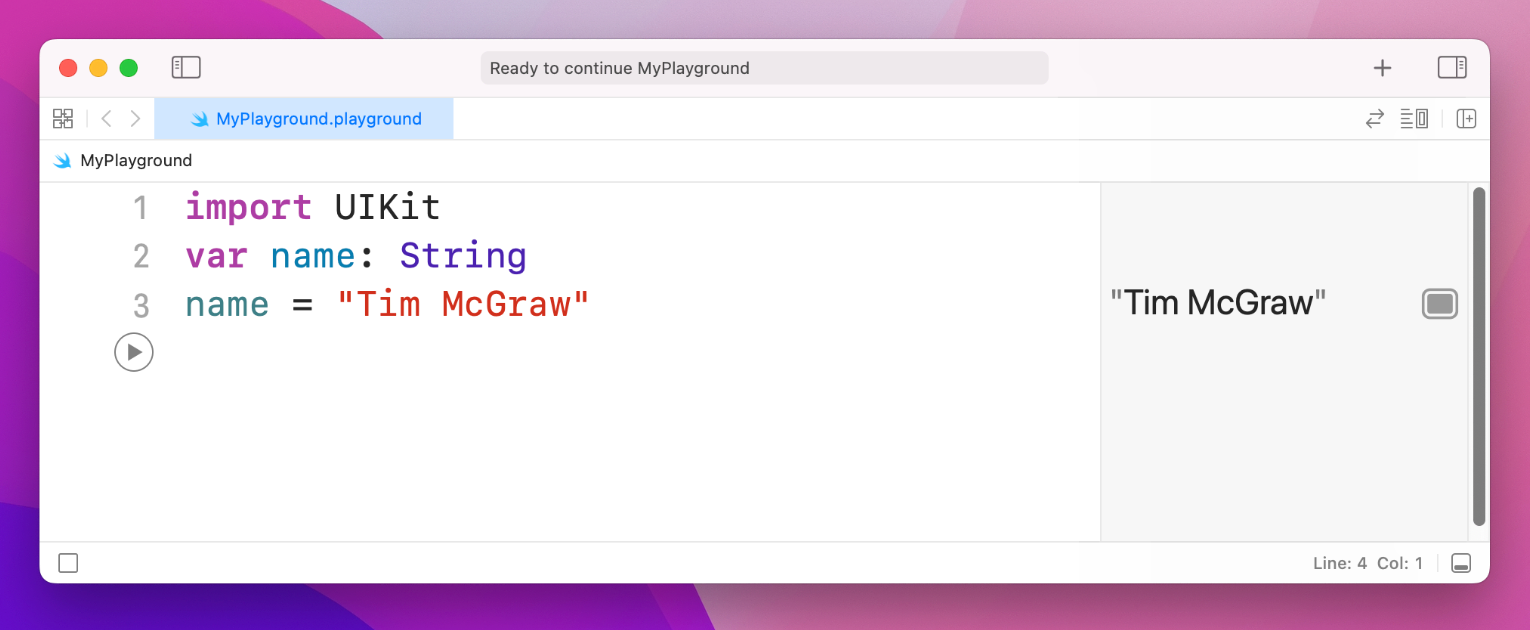 Ready to continue MyPlayground
MyPlayground.playground
MyPlayground
1 import UIKit
2 var name: String
3 name = "Tim McGraw"
"Tim McGraw"
Line: 4 Col: 1